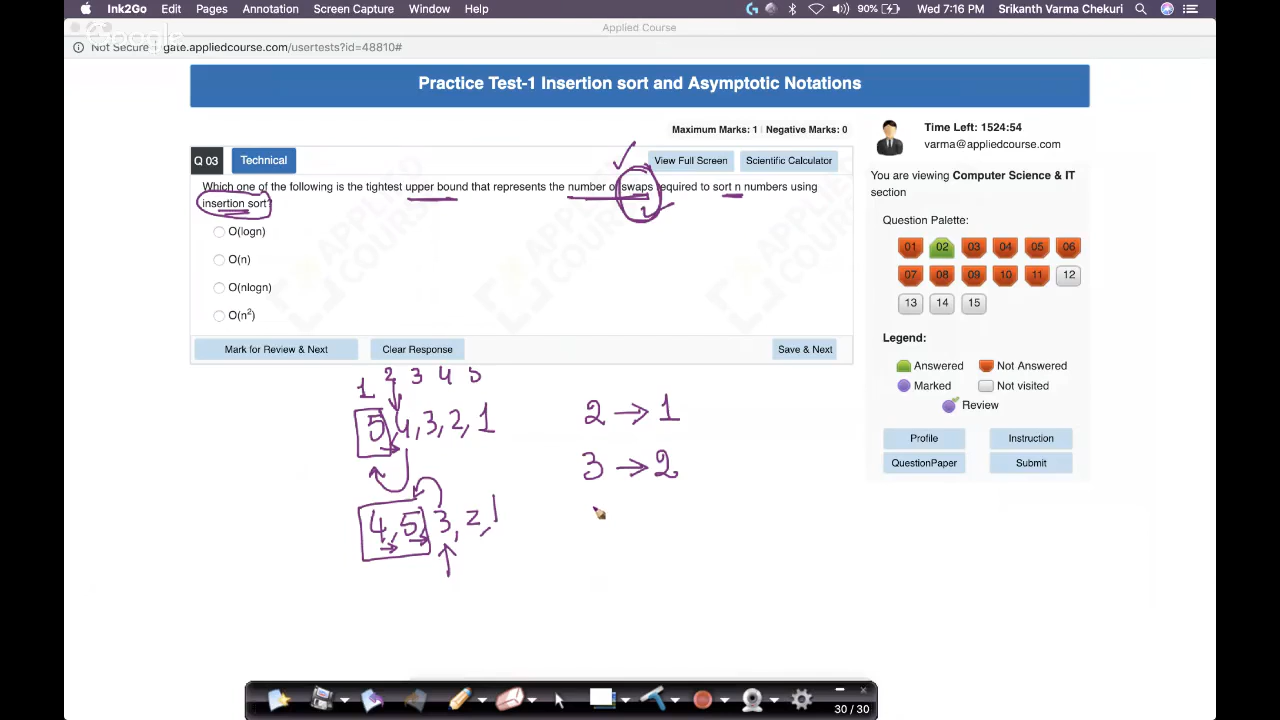 Ink2Go Edit Pages Annotation Screen Capture Window Help 90% Wed 7:16 PM Srikanth Varma Chekuri
Applied Course
Google
Not Secure gate.appliedcourse.com/usertests?id=48810#
Practice Test-1 Insertion sort and Asymptotic Notations
Maximum Marks: 1 | Negative Marks: 0
Q 03 Technical View Full Screen Scientific Calculator
Which one of the following is the tightest upper bound that represents the number of swaps required to sort n numbers using
insertion sort?
O(logn)
O(n)
O(nlogn)
O(n²)
Mark for Review & Next Clear Response Save & Next
Time Left: 1524:54
varma@appliedcourse.com
You are viewing Computer Science & IT
section
Question Palette:
01 02 03 04 05 06
07 08 09 10 11 12
13 14 15
Legend:
Answered Not Answered
Marked Not visited
Review
Profile Instruction
QuestionPaper Submit
1 2 3 4 5
5, 4, 3, 2, 1
4, 5, 3, 2, 1
2 → 1
3 → 2
APPLIED COURSE
APPLIED COURSE
APPLIED COURSE
30 / 30